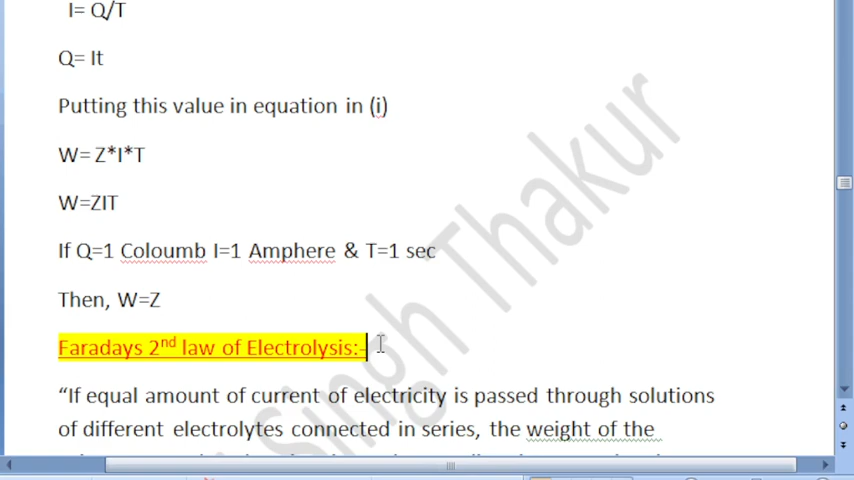 I= Q/T
Q= It
Putting this value in equation in (i)
W= Z*I*T
W=ZIT
If Q=1 Coloumb I=1 Amphere & T=1 sec
Then, W=Z
Faradays 2nd law of Electrolysis:-
“If equal amount of current of electricity is passed through solutions
of different electrolytes connected in series, the weight of the
Singh Thakur